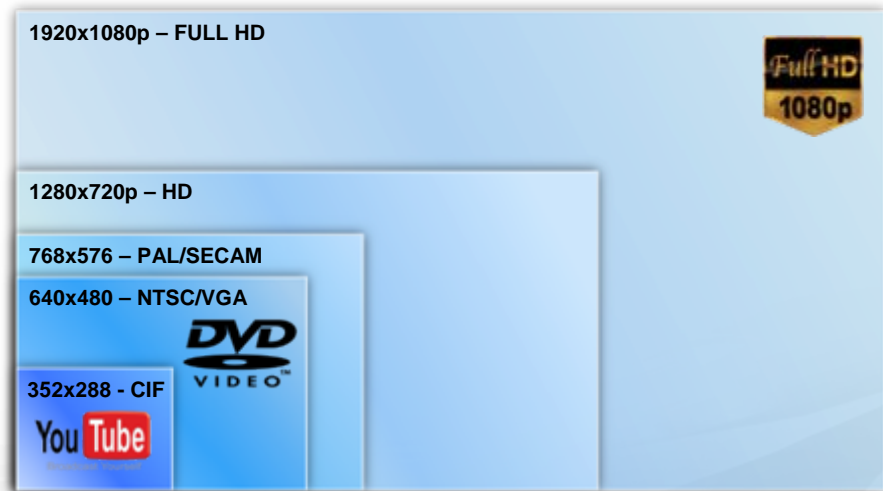 1920x1080p – FULL HD
Full HD
1080p
1280x720p – HD
768x576 – PAL/SECAM
640x480 – NTSC/VGA
DVD
VIDEO™
352x288 - CIF
You Tube